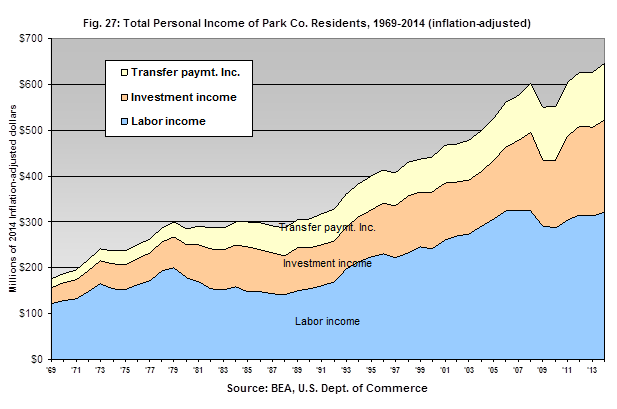 Fig. 27: Total Personal Income of Park Co. Residents, 1969-2014 (inflation-adjusted)
Millions of 2014 inflation-adjusted dollars
$700
$600
$500
$400
$300
$200
$100
$0
Transfer paymt. Inc.
Investment income
Labor income
Transfer paymt. Inc.
Investment income
Labor income
'69 '71 '73 '75 '77 '79 '81 '83 '85 '87 '89 '91 '93 '95 '97 '99 '01 '03 '05 '07 '09 '11 '13
Source: BEA, U.S. Dept. of Commerce